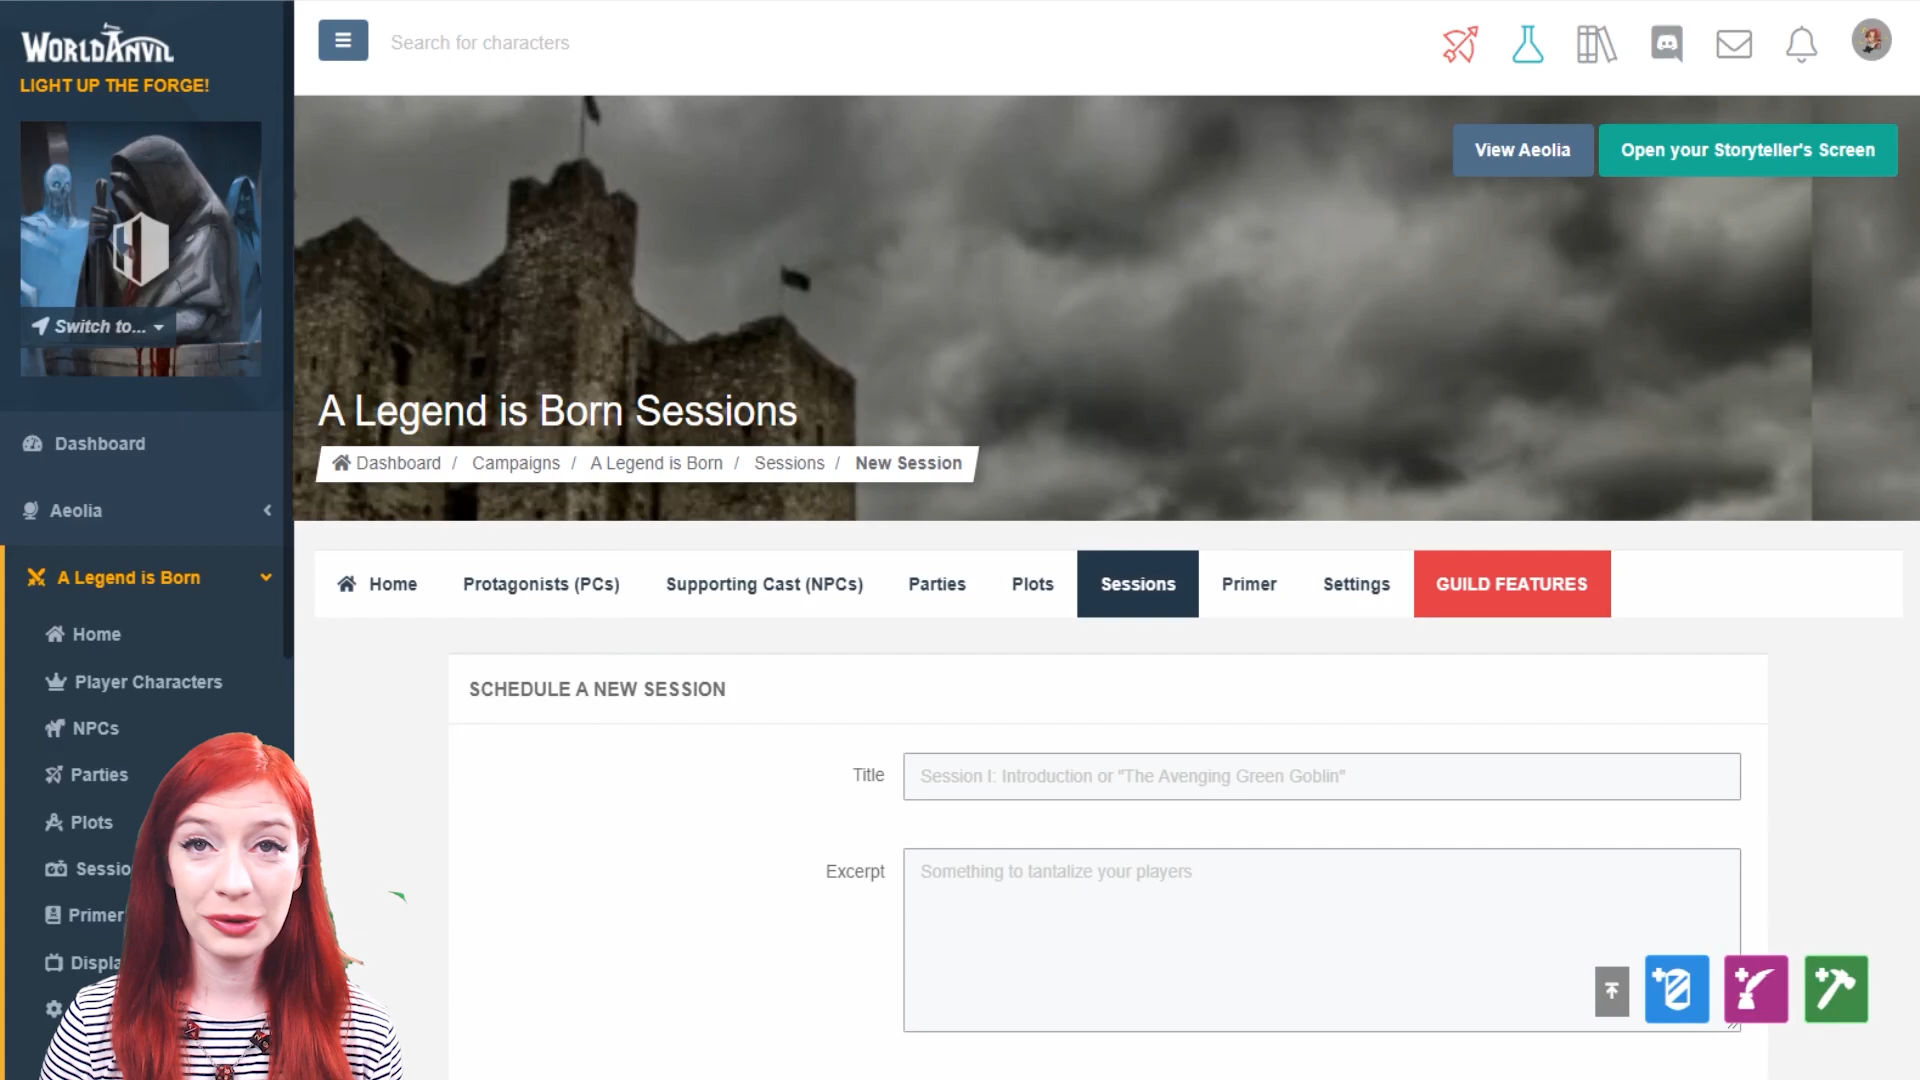 WORLDANVIL
LIGHT UP THE FORGE!
Switch to...
Dashboard
Aeolia
A Legend is Born
Home
Player Characters
NPCs
Parties
Plots
Sessio
Primer
Displa
Search for characters
View Aeolia
Open your Storyteller's Screen
A Legend is Born Sessions
Dashboard / Campaigns / A Legend is Born / Sessions / New Session
Home Protagonists (PCs) Supporting Cast (NPCs) Parties Plots Sessions Primer Settings GUILD FEATURES
SCHEDULE A NEW SESSION
Title
Session I: Introduction or "The Avenging Green Goblin"
Excerpt
Something to tantalize your players